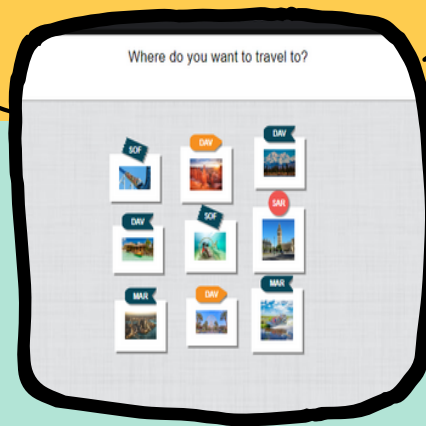 Where do you want to travel to?
SOF
DAV
DAV
DAV
SOF
SAR
MAR
DAV
MAR